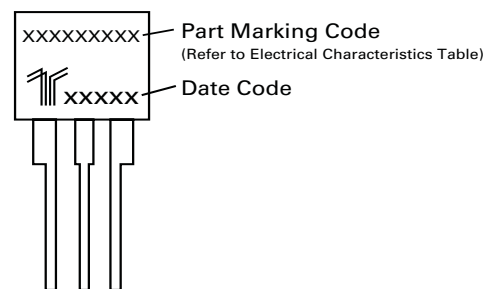 xxxxxxxxx
Part Marking Code
(Refer to Electrical Characteristics Table)
xxxxx
Date Code